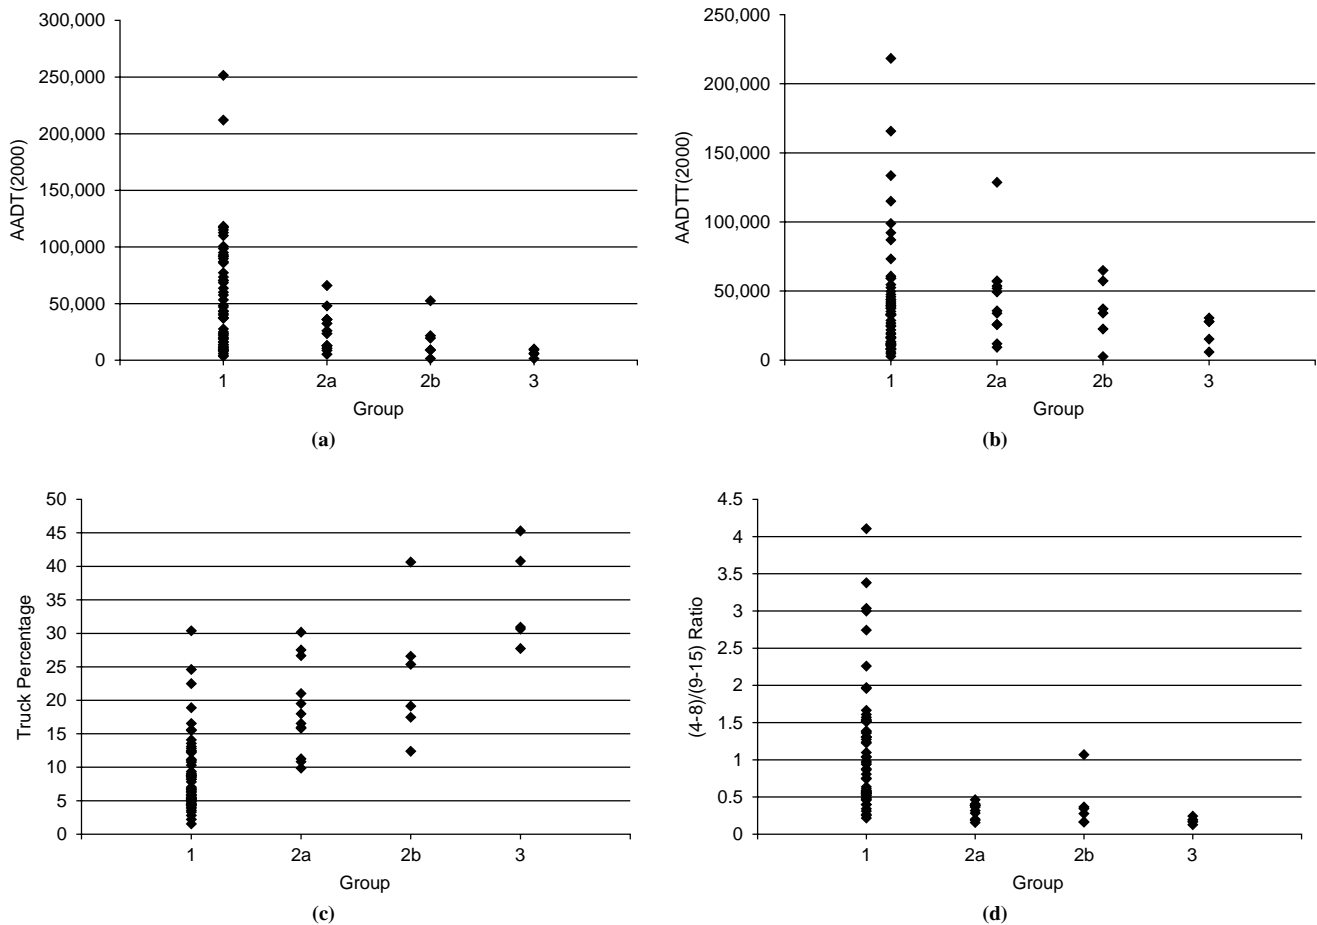 300,000
250,000
200,000
150,000
100,000
50,000
0
AADT(2000)
1 2a 2b 3
Group
(a)
250,000
200,000
150,000
100,000
50,000
0
AADTT(2000)
1 2a 2b 3
Group
(b)
50
45
40
35
30
25
20
15
10
5
0
Truck Percentage
1 2a 2b 3
Group
(c)
4.5
4
3.5
3
2.5
2
1.5
1
0.5
0
(4-8)/(9-15) Ratio
1 2a 2b 3
Group
(d)